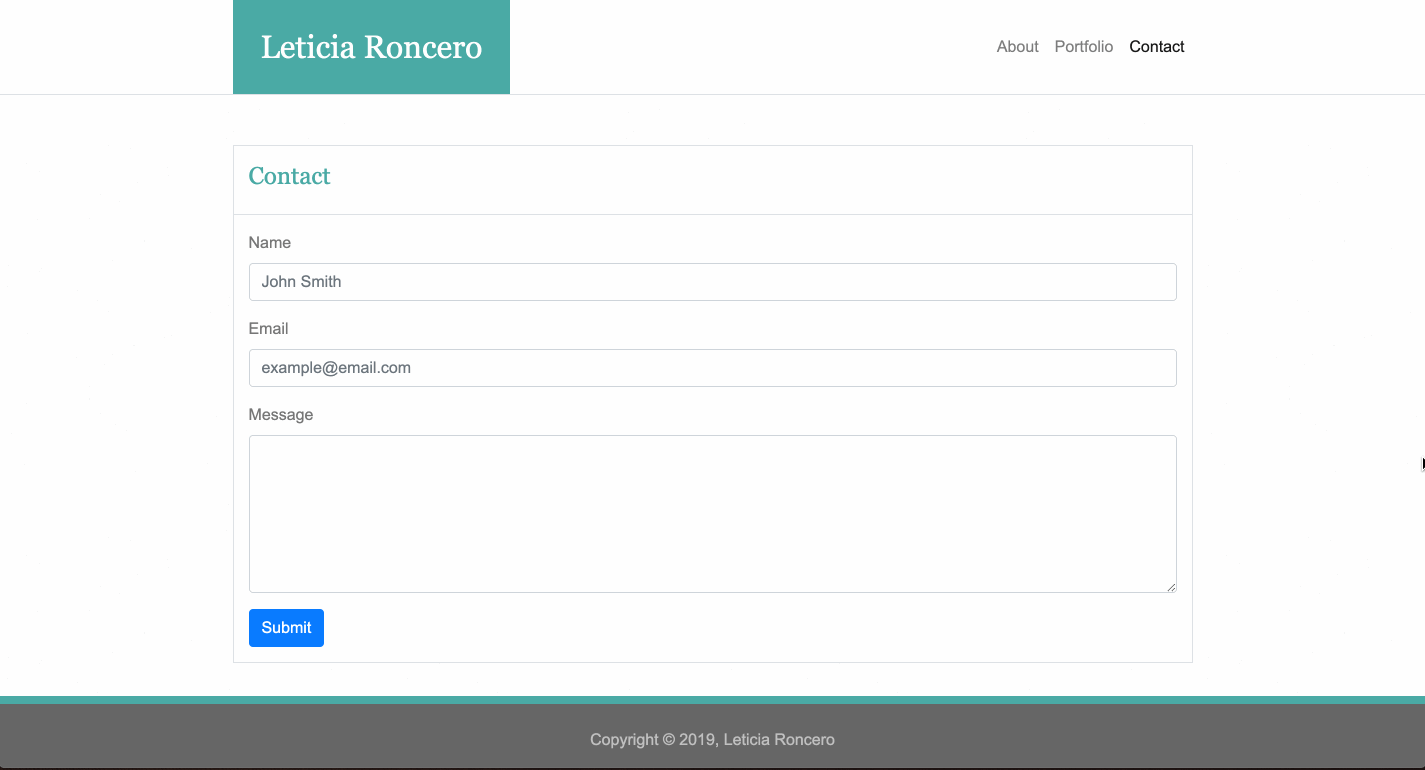 Leticia Roncero
About Portfolio Contact
Contact
Name
John Smith
Email
example@email.com
Message
Submit
Copyright © 2019, Leticia Roncero